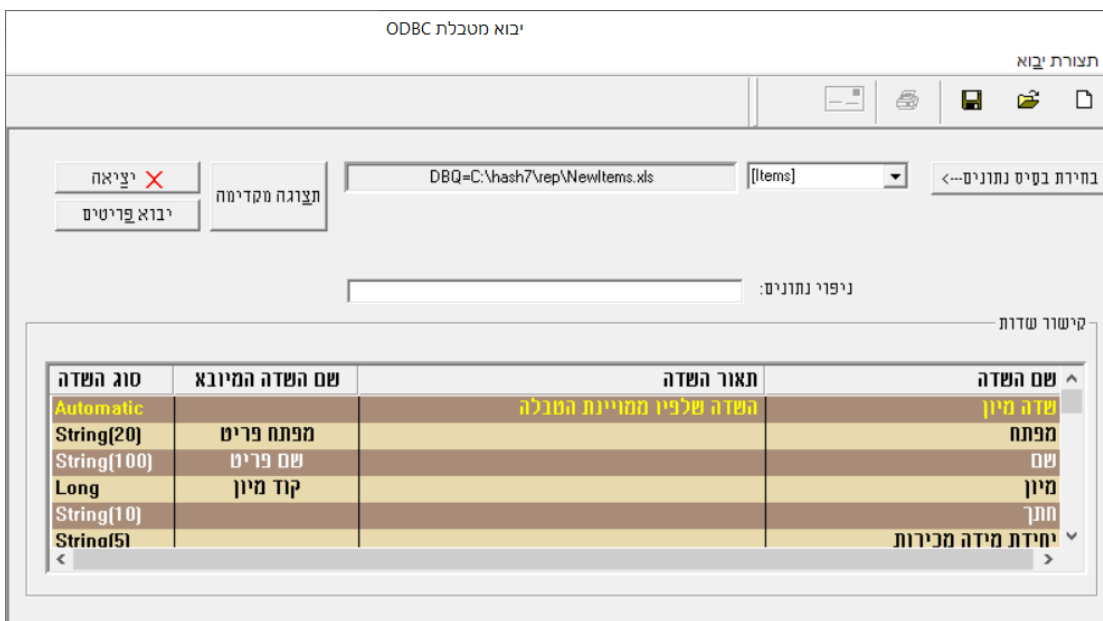 יבוא מטבלת ODBC
תצורת יבוא
בחירת בסיס נתונים---> [Items] DBQ=C:\hash7\rep\NewItems.xls תצוגה מקדימה יציאה
יבוא פריטים
ניפוי נתונים:
קישור שדות
שם השדה תאור השדה שם השדה המיובא סוג השדה
שדה מיון השדה שלפיו ממויינת הטבלה Automatic
מפתח מפתח פריט String(20)
שם שם פריט String(100)
מיון קוד מיון Long
חתך String(10)
יחידת מידה מכירות String(5)